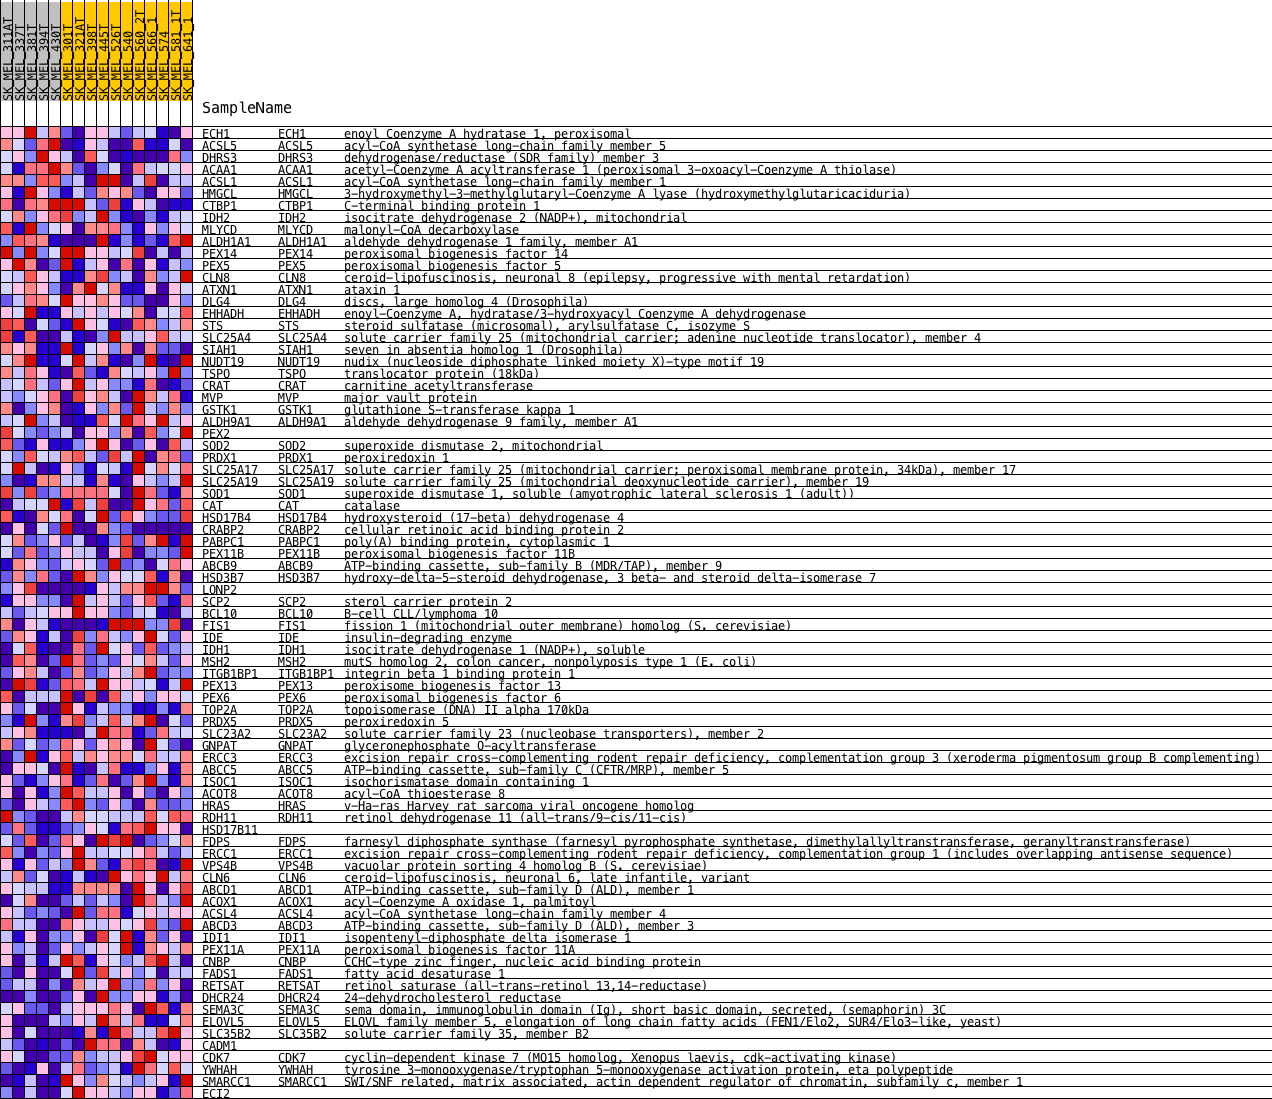 SK_MEL_311AT
SK_MEL_337T
SK_MEL_381T
SK_MEL_394T
SK_MEL_430T
SK_MEL_301T
SK_MEL_321AT
SK_MEL_398T
SK_MEL_445T
SK_MEL_526T
SK_MEL_540
SK_MEL_560_2T
SK_MEL_566_1
SK_MEL_574
SK_MEL_581_1T
SK_MEL_641_1
SampleName
ECH1 ECH1 enoyl Coenzyme A hydratase 1, peroxisomal
ACSL5 ACSL5 acyl-CoA synthetase long-chain family member 5
DHRS3 DHRS3 dehydrogenase/reductase (SDR family) member 3
ACAA1 ACAA1 acetyl-Coenzyme A acyltransferase 1 (peroxisomal 3-oxoacyl-Coenzyme A thiolase)
ACSL1 ACSL1 acyl-CoA synthetase long-chain family member 1
HMGCL HMGCL 3-hydroxymethyl-3-methylglutaryl-Coenzyme A lyase (hydroxymethylglutaricaciduria)
CTBP1 CTBP1 C-terminal binding protein 1
IDH2 IDH2 isocitrate dehydrogenase 2 (NADP+), mitochondrial
MLYCD MLYCD malonyl-CoA decarboxylase
ALDH1A1 ALDH1A1 aldehyde dehydrogenase 1 family, member A1
PEX14 PEX14 peroxisomal biogenesis factor 14
PEX5 PEX5 peroxisomal biogenesis factor 5
CLN8 CLN8 ceroid-lipofuscinosis, neuronal 8 (epilepsy, progressive with mental retardation)
ATXN1 ATXN1 ataxin 1
DLG4 DLG4 discs, large homolog 4 (Drosophila)
EHHADH EHHADH enoyl-Coenzyme A, hydratase/3-hydroxyacyl Coenzyme A dehydrogenase
STS STS steroid sulfatase (microsomal), arylsulfatase C, isozyme S
SLC25A4 SLC25A4 solute carrier family 25 (mitochondrial carrier; adenine nucleotide translocator), member 4
SIAH1 SIAH1 seven in absentia homolog 1 (Drosophila)
NUDT19 NUDT19 nudix (nucleoside diphosphate linked moiety X)-type motif 19
TSPO TSPO translocator protein (18kDa)
CRAT CRAT carnitine acetyltransferase
MVP MVP major vault protein
GSTK1 GSTK1 glutathione S-transferase kappa 1
ALDH9A1 ALDH9A1 aldehyde dehydrogenase 9 family, member A1
PEX2
SOD2 SOD2 superoxide dismutase 2, mitochondrial
PRDX1 PRDX1 peroxiredoxin 1
SLC25A17 SLC25A17 solute carrier family 25 (mitochondrial carrier; peroxisomal membrane protein, 34kDa), member 17
SLC25A19 SLC25A19 solute carrier family 25 (mitochondrial deoxynucleotide carrier), member 19
SOD1 SOD1 superoxide dismutase 1, soluble (amyotrophic lateral sclerosis 1 (adult))
CAT CAT catalase
HSD17B4 HSD17B4 hydroxysteroid (17-beta) dehydrogenase 4
CRABP2 CRABP2 cellular retinoic acid binding protein 2
PABPC1 PABPC1 poly(A) binding protein, cytoplasmic 1
PEX11B PEX11B peroxisomal biogenesis factor 11B
ABCB9 ABCB9 ATP-binding cassette, sub-family B (MDR/TAP), member 9
HSD3B7 HSD3B7 hydroxy-delta-5-steroid dehydrogenase, 3 beta- and steroid delta-isomerase 7
LONP2
SCP2 SCP2 sterol carrier protein 2
BCL10 BCL10 B-cell CLL/lymphoma 10
FIS1 FIS1 fission 1 (mitochondrial outer membrane) homolog (S. cerevisiae)
IDE IDE insulin-degrading enzyme
IDH1 IDH1 isocitrate dehydrogenase 1 (NADP+), soluble
MSH2 MSH2 mutS homolog 2, colon cancer, nonpolyposis type 1 (E. coli)
ITGB1BP1 ITGB1BP1 integrin beta 1 binding protein 1
PEX13 PEX13 peroxisome biogenesis factor 13
PEX6 PEX6 peroxisomal biogenesis factor 6
TOP2A TOP2A topoisomerase (DNA) II alpha 170kDa
PRDX5 PRDX5 peroxiredoxin 5
SLC23A2 SLC23A2 solute carrier family 23 (nucleobase transporters), member 2
GNPAT GNPAT glyceronephosphate O-acyltransferase
ERCC3 ERCC3 excision repair cross-complementing rodent repair deficiency, complementation group 3 (xeroderma pigmentosum group B complementing)
ABCC5 ABCC5 ATP-binding cassette, sub-family C (CFTR/MRP), member 5
ISOC1 ISOC1 isochorismatase domain containing 1
ACOT8 ACOT8 acyl-CoA thioesterase 8
HRAS HRAS v-Ha-ras Harvey rat sarcoma viral oncogene homolog
RDH11 RDH11 retinol dehydrogenase 11 (all-trans/9-cis/11-cis)
HSD17B11
FDPS FDPS farnesyl diphosphate synthase (farnesyl pyrophosphate synthetase, dimethylallyltranstransferase, geranyltranstransferase)
ERCC1 ERCC1 excision repair cross-complementing rodent repair deficiency, complementation group 1 (includes overlapping antisense sequence)
VPS4B VPS4B vacuolar protein sorting 4 homolog B (S. cerevisiae)
CLN6 CLN6 ceroid-lipofuscinosis, neuronal 6, late infantile, variant
ABCD1 ABCD1 ATP-binding cassette, sub-family D (ALD), member 1
ACOX1 ACOX1 acyl-Coenzyme A oxidase 1, palmitoyl
ACSL4 ACSL4 acyl-CoA synthetase long-chain family member 4
ABCD3 ABCD3 ATP-binding cassette, sub-family D (ALD), member 3
IDI1 IDI1 isopentenyl-diphosphate delta isomerase 1
PEX11A PEX11A peroxisomal biogenesis factor 11A
CNBP CNBP CCHC-type zinc finger, nucleic acid binding protein
FADS1 FADS1 fatty acid desaturase 1
RETSAT RETSAT retinol saturase (all-trans-retinol 13,14-reductase)
DHCR24 DHCR24 24-dehydrocholesterol reductase
SEMA3C SEMA3C sema domain, immunoglobulin domain (Ig), short basic domain, secreted, (semaphorin) 3C
ELOVL5 ELOVL5 ELOVL family member 5, elongation of long chain fatty acids (FEN1/Elo2, SUR4/Elo3-like, yeast)
SLC35B2 SLC35B2 solute carrier family 35, member B2
CADM1
CDK7 CDK7 cyclin-dependent kinase 7 (MO15 homolog, Xenopus laevis, cdk-activating kinase)
YWHAH YWHAH tyrosine 3-monooxygenase/tryptophan 5-monooxygenase activation protein, eta polypeptide
SMARCC1 SMARCC1 SWI/SNF related, matrix associated, actin dependent regulator of chromatin, subfamily c, member 1
ECI2